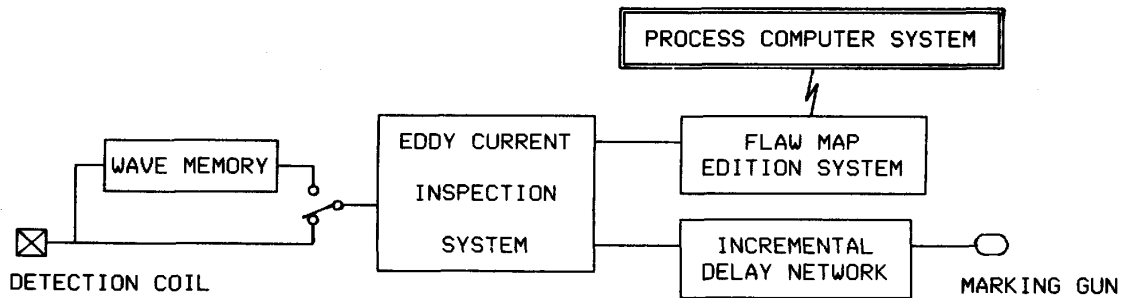 PROCESS COMPUTER SYSTEM
WAVE MEMORY
EDDY CURRENT
INSPECTION
SYSTEM
FLAW MAP
EDITION SYSTEM
INCREMENTAL
DELAY NETWORK
DETECTION COIL
MARKING GUN